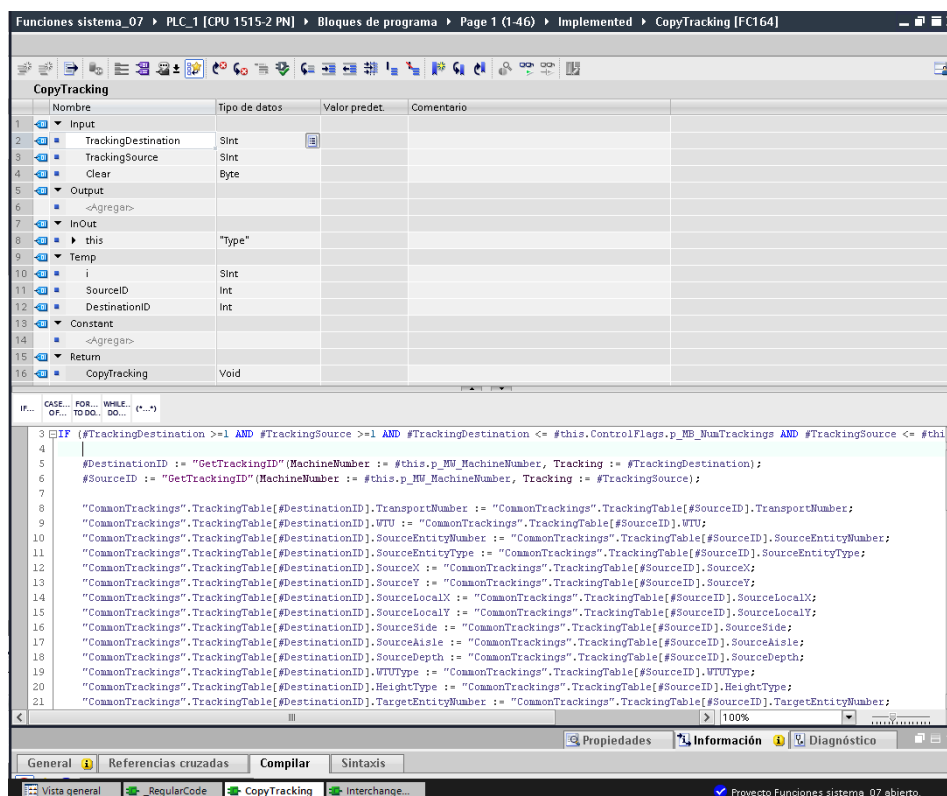 Funciones sistema_07 ▸ PLC_1 [CPU 1515-2 PN] ▸ Bloques de programa ▸ Page 1 (1-46) ▸ Implemented ▸ CopyTracking [FC164]
CopyTracking
Nombre Tipo de datos Valor predet. Comentario
1 Input
2 TrackingDestination SInt
3 TrackingSource SInt
4 Clear Byte
5 Output
6 <Agregar>
7 InOut
8 this "Type"
9 Temp
10 i SInt
11 SourceID Int
12 DestinationID Int
13 Constant
14 <Agregar>
15 Return
16 CopyTracking Void
IF... CASE... OF... FOR... TO DO... WHILE... DO... (*...*)
3 IF (#TrackingDestination >=1 AND #TrackingSource >=1 AND #TrackingDestination <= #this.ControlFlags.p_MB_NumTrackings AND #TrackingSource <= #thi
4
5 #DestinationID := "GetTrackingID"(MachineNumber := #this.p_MW_MachineNumber, Tracking := #TrackingDestination);
6 #SourceID := "GetTrackingID"(MachineNumber := #this.p_MW_MachineNumber, Tracking := #TrackingSource);
7
8 "CommonTrackings".TrackingTable[#DestinationID].TransportNumber := "CommonTrackings".TrackingTable[#SourceID].TransportNumber;
9 "CommonTrackings".TrackingTable[#DestinationID].WTU := "CommonTrackings".TrackingTable[#SourceID].WTU;
10 "CommonTrackings".TrackingTable[#DestinationID].SourceEntityNumber := "CommonTrackings".TrackingTable[#SourceID].SourceEntityNumber;
11 "CommonTrackings".TrackingTable[#DestinationID].SourceEntityType := "CommonTrackings".TrackingTable[#SourceID].SourceEntityType;
12 "CommonTrackings".TrackingTable[#DestinationID].SourceX := "CommonTrackings".TrackingTable[#SourceID].SourceX;
13 "CommonTrackings".TrackingTable[#DestinationID].SourceY := "CommonTrackings".TrackingTable[#SourceID].SourceY;
14 "CommonTrackings".TrackingTable[#DestinationID].SourceLocalX := "CommonTrackings".TrackingTable[#SourceID].SourceLocalX;
15 "CommonTrackings".TrackingTable[#DestinationID].SourceLocalY := "CommonTrackings".TrackingTable[#SourceID].SourceLocalY;
16 "CommonTrackings".TrackingTable[#DestinationID].SourceSide := "CommonTrackings".TrackingTable[#SourceID].SourceSide;
17 "CommonTrackings".TrackingTable[#DestinationID].SourceAisle := "CommonTrackings".TrackingTable[#SourceID].SourceAisle;
18 "CommonTrackings".TrackingTable[#DestinationID].SourceDepth := "CommonTrackings".TrackingTable[#SourceID].SourceDepth;
19 "CommonTrackings".TrackingTable[#DestinationID].WTUType := "CommonTrackings".TrackingTable[#SourceID].WTUType;
20 "CommonTrackings".TrackingTable[#DestinationID].HeightType := "CommonTrackings".TrackingTable[#SourceID].HeightType;
21 "CommonTrackings".TrackingTable[#DestinationID].TargetEntityNumber := "CommonTrackings".TrackingTable[#SourceID].TargetEntityNumber;
100%
Propiedades Información Diagnóstico
General Referencias cruzadas Compilar Sintaxis
Vista general _RegularCode CopyTracking Interchange... Proyecto Funciones sistema_07 abierto.